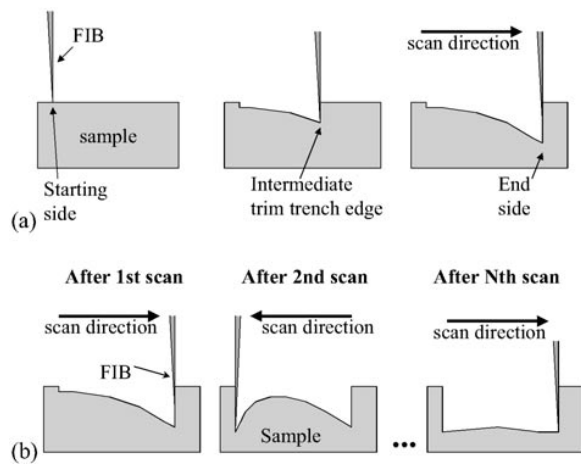 FIB
scan direction
sample
Starting
side
Intermediate
trim trench edge
End
side
(a)
After 1st scan
After 2nd scan
After Nth scan
scan direction
scan direction
scan direction
FIB
Sample
(b)